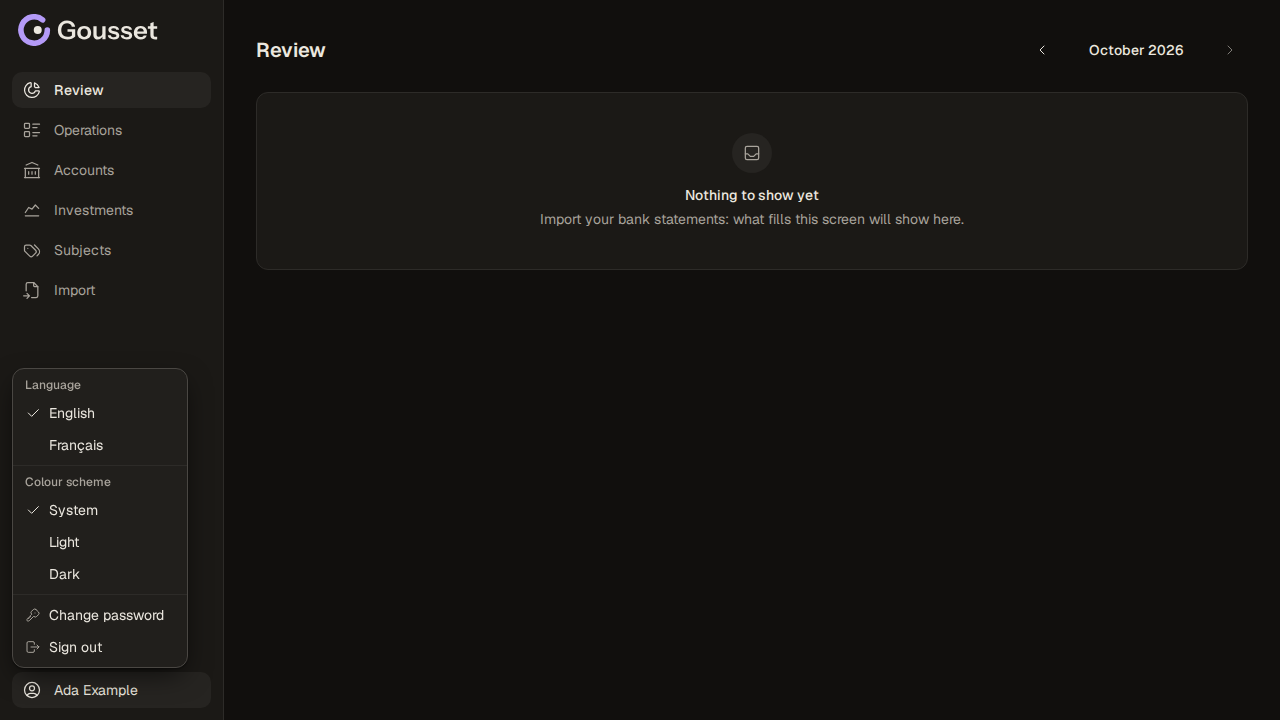 Gousset
Review
Operations
Accounts
Investments
Subjects
Import
Language
English
Français
Colour scheme
System
Light
Dark
Change password
Sign out
Ada Example
Review
October 2026
Nothing to show yet
Import your bank statements: what fills this screen will show here.